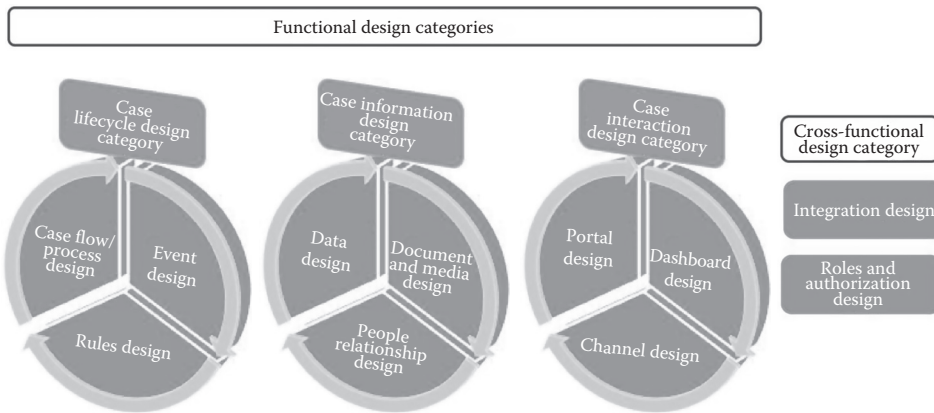 Functional design categories
Case
lifecycle design
category
Case flow/
process
design
Event
design
Rules design
Case information
design
category
Data
design
Document
and media
design
People
relationship
design
Case
interaction
design category
Portal
design
Dashboard
design
Channel design
Cross-functional
design category
Integration design
Roles and
authorization
design